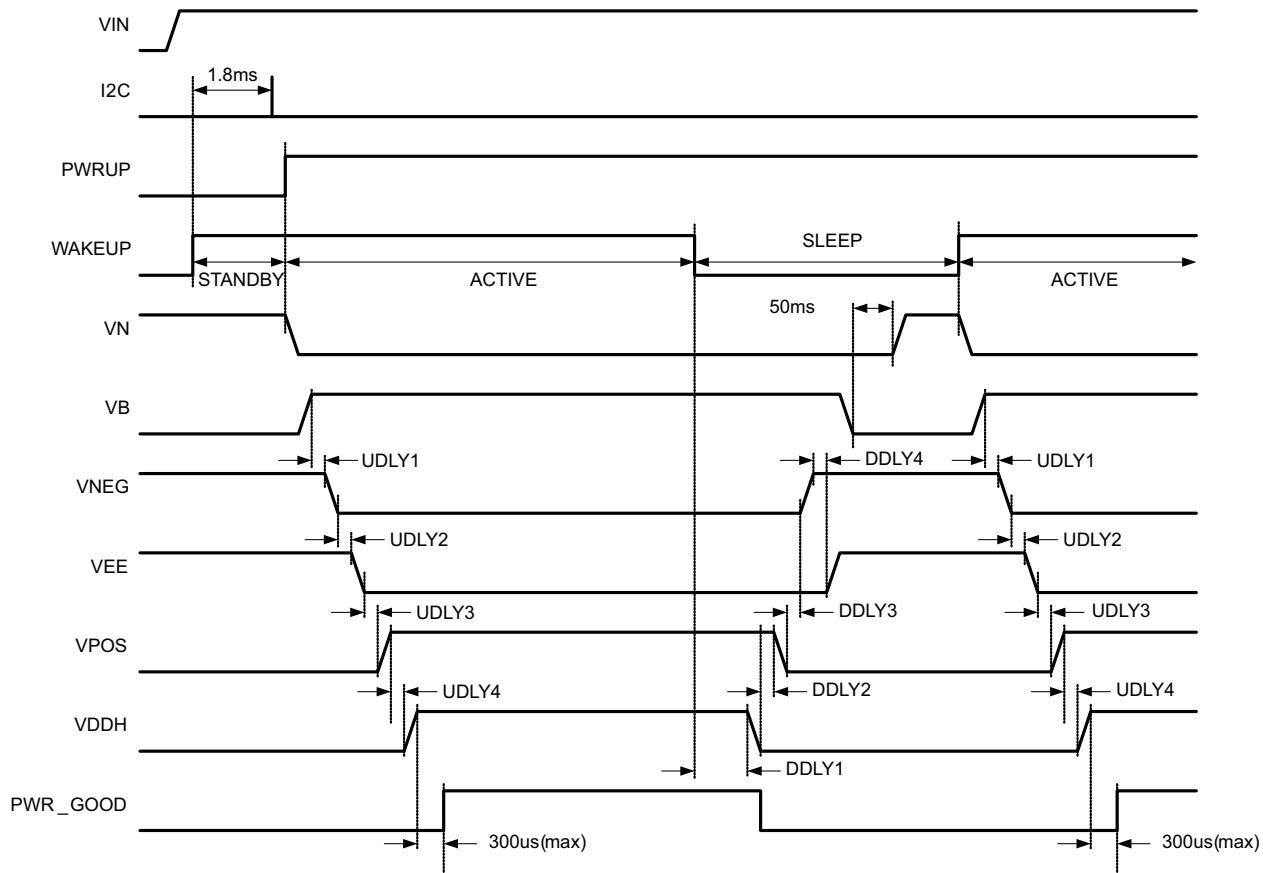 VIN
1.8ms
I2C
PWRUP
WAKEUP
SLEEP
STANDBY
ACTIVE
ACTIVE
50ms
VN
VB
UDLY1
DDLY4
UDLY1
VNEG
UDLY2
UDLY2
VEE
UDLY3
DDLY3
UDLY3
VPOS
UDLY4
DDLY2
UDLY4
VDDH
DDLY1
PWR_GOOD
300us(max)
300us(max)